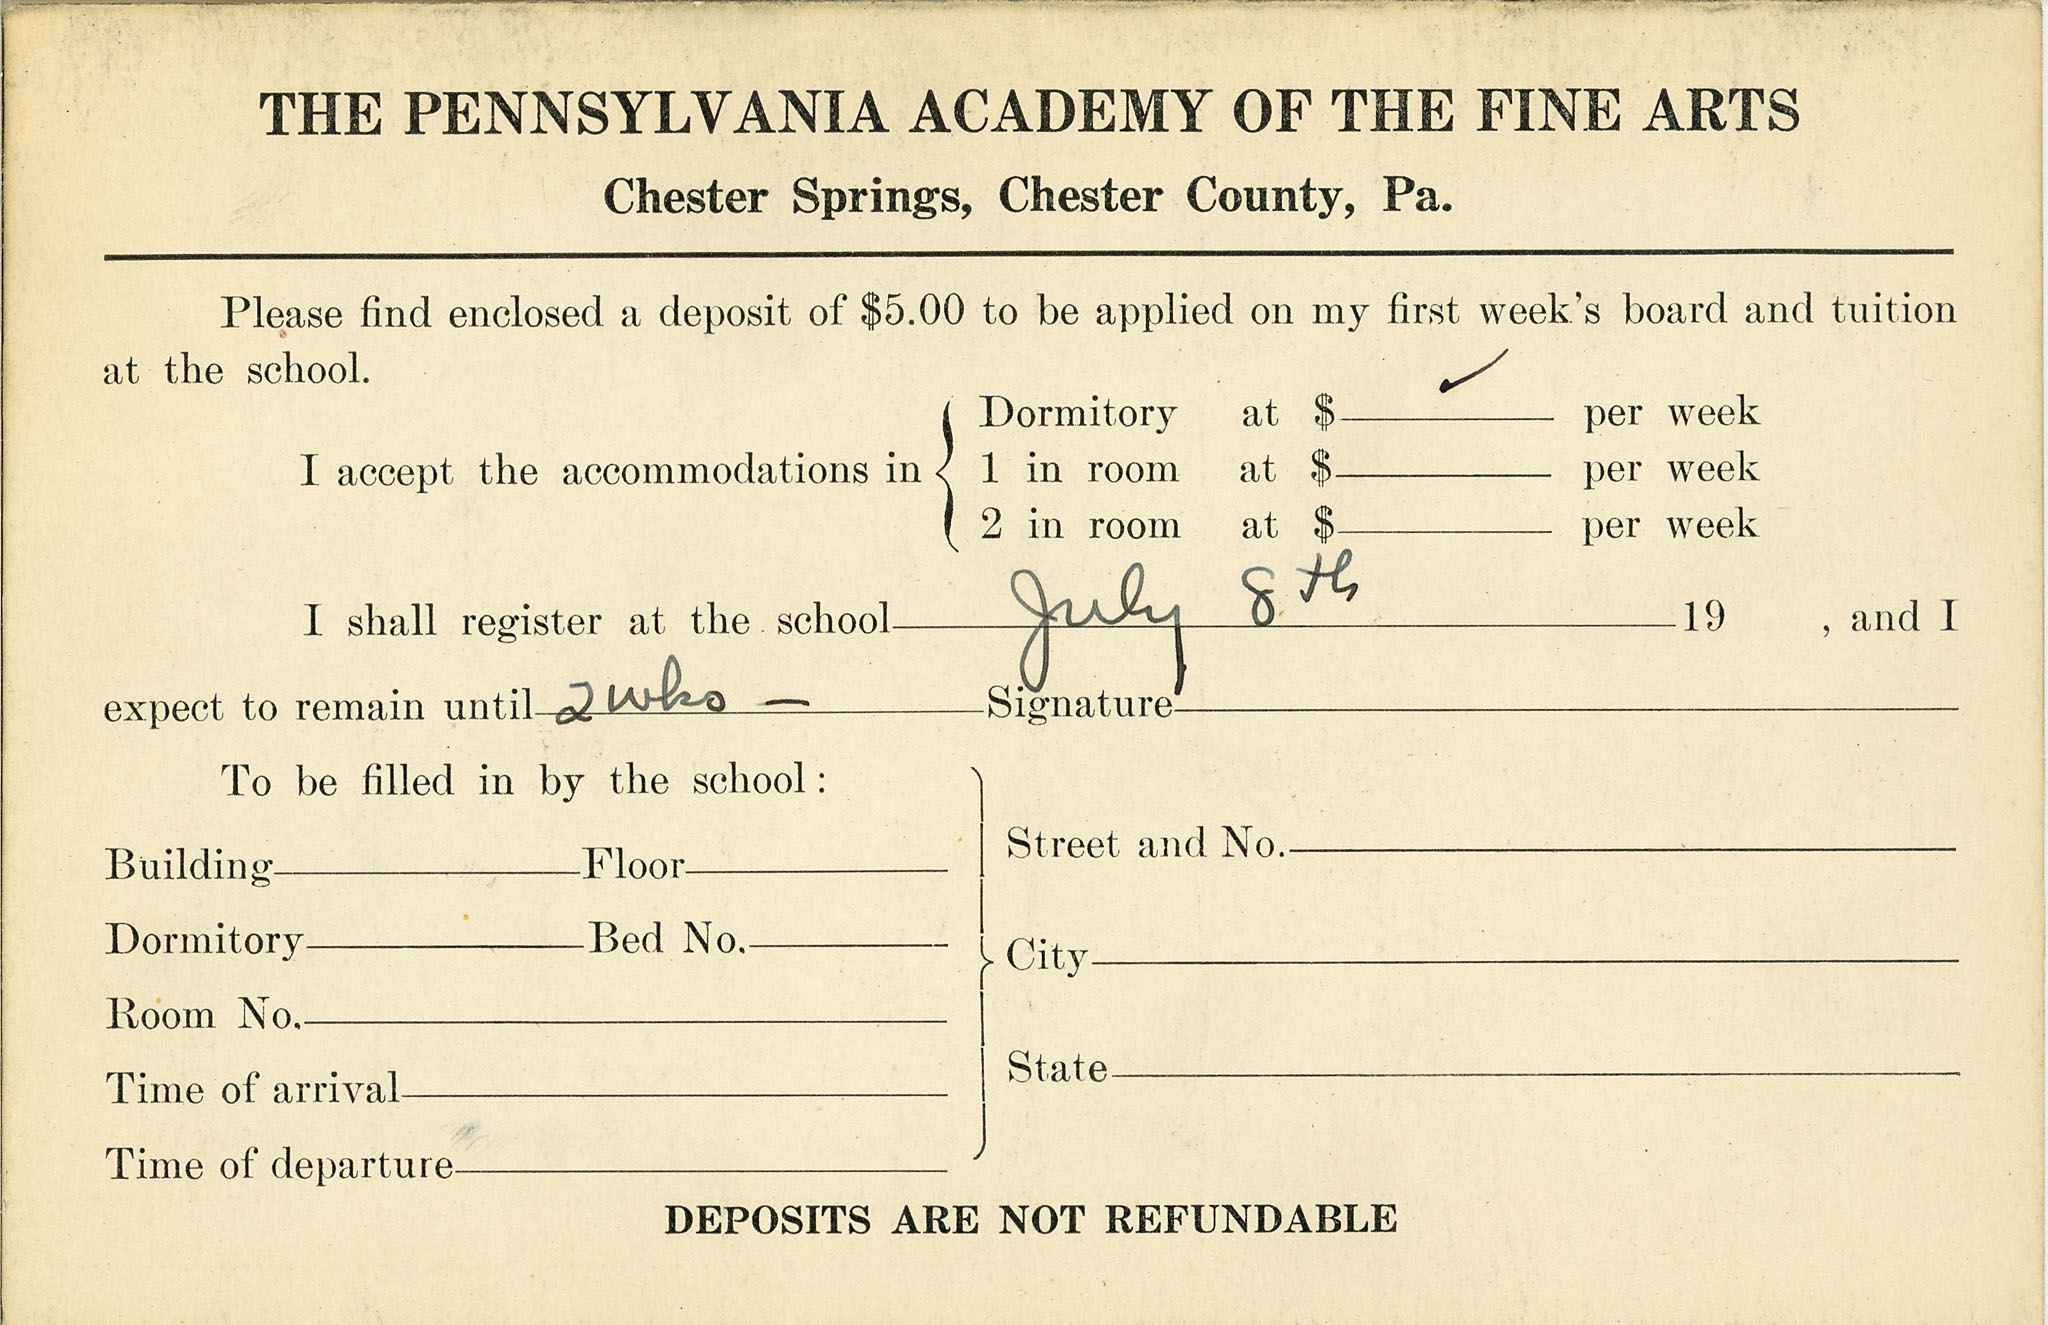 THE PENNSYLVANIA ACADEMY OF THE FINE ARTS
Chester Springs, Chester County, Pa.
Please find enclosed a deposit of $5.00 to be applied on my first week's board and tuition
at the school.
I accept the accommodations in
Dormitory at $ ✓ per week
1 in room at $ per week
2 in room at $ per week
I shall register at the school July 8th 19 , and I
expect to remain until 2 wks — Signature
To be filled in by the school:
Building Floor
Dormitory Bed No.
Room No.
Time of arrival
Time of departure
Street and No.
City
State
DEPOSITS ARE NOT REFUNDABLE